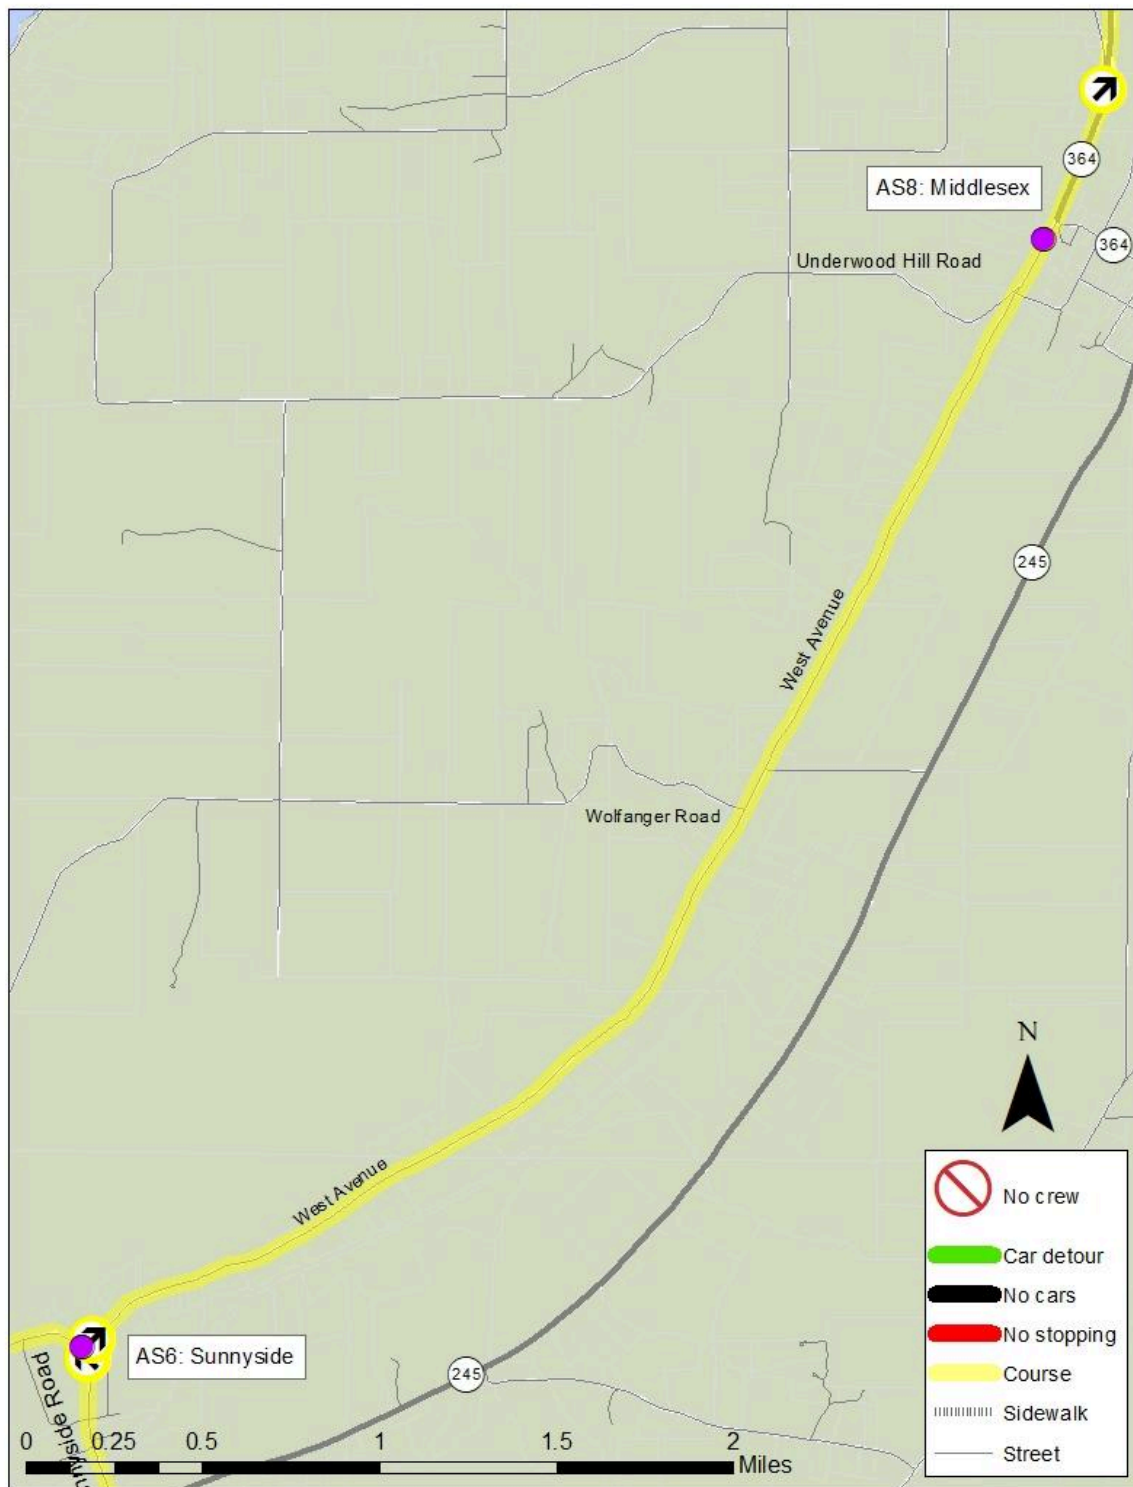 364
AS8: Middlesex
364
Underwood Hill Road
245
West Avenue
Wolfanger Road
N
West Avenue
No crew
Car detour
No cars
No stopping
Course
Sidewalk
Street
AS6: Sunnyside
245
0 0.25 0.5 1 1.5 2
Miles